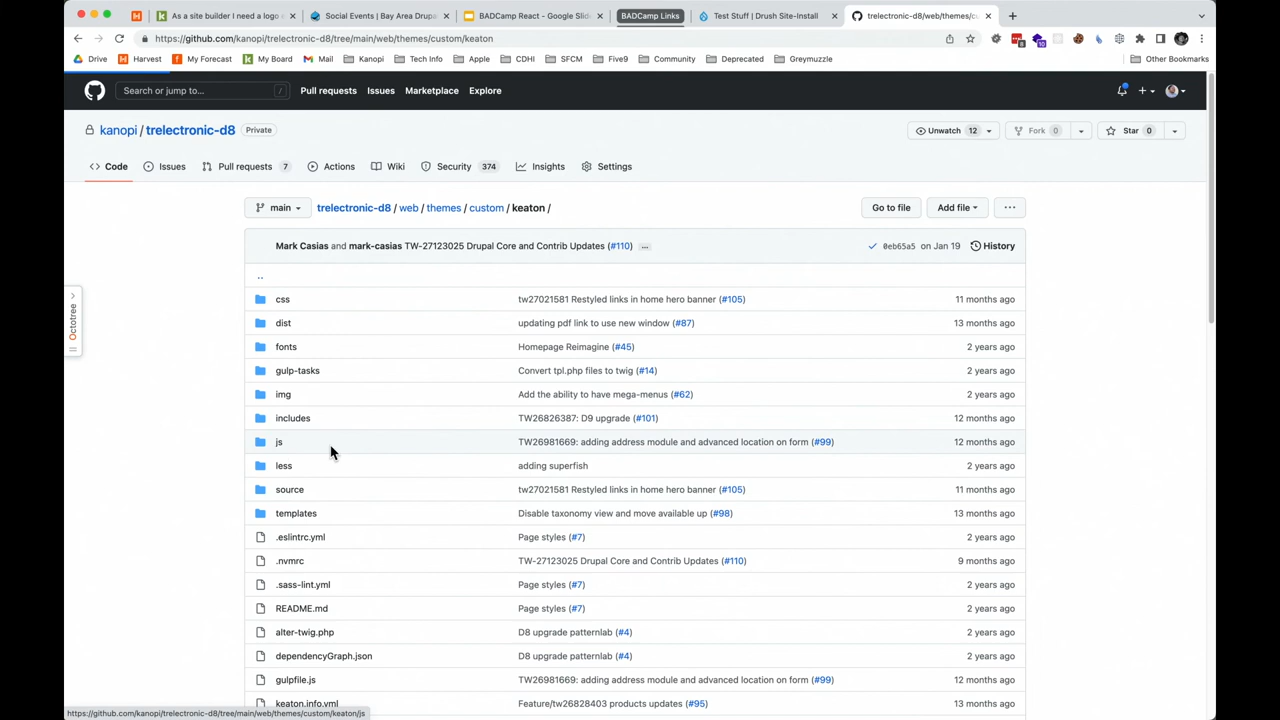 As a site builder I need a logo
Social Events | Bay Area Drupa
BADCamp React - Google Slide
BADCamp Links
Test Stuff | Drush Site-Install
trelectronic-d8/web/themes/cu
https://github.com/kanopi/trelectronic-d8/tree/main/web/themes/custom/keaton
Drive Harvest My Forecast My Board Mail Kanopi Tech Info Apple CDHI SFCM Five9 Community Deprecated Greymuzzle Other Bookmarks
Search or jump to... / Pull requests Issues Marketplace Explore
kanopi / trelectronic-d8 Private Unwatch 12 Fork 0 Star 0
<> Code Issues Pull requests 7 Actions Wiki Security 374 Insights Settings
main trelectronic-d8 / web / themes / custom / keaton / Go to file Add file ...
Mark Casias and mark-casias TW-27123025 Drupal Core and Contrib Updates (#110) ... 0eb65a5 on Jan 19 History
..
css tw27021581 Restyled links in home hero banner (#105) 11 months ago
dist updating pdf link to use new window (#87) 13 months ago
fonts Homepage Reimagine (#45) 2 years ago
gulp-tasks Convert tpl.php files to twig (#14) 2 years ago
img Add the ability to have mega-menus (#62) 2 years ago
includes TW26826387: D9 upgrade (#101) 12 months ago
js TW26981669: adding address module and advanced location on form (#99) 12 months ago
less adding superfish 2 years ago
source tw27021581 Restyled links in home hero banner (#105) 11 months ago
templates Disable taxonomy view and move available up (#98) 13 months ago
.eslintrc.yml Page styles (#7) 2 years ago
.nvmrc TW-27123025 Drupal Core and Contrib Updates (#110) 9 months ago
.sass-lint.yml Page styles (#7) 2 years ago
README.md Page styles (#7) 2 years ago
alter-twig.php D8 upgrade patternlab (#4) 2 years ago
dependencyGraph.json D8 upgrade patternlab (#4) 2 years ago
gulpfile.js TW26981669: adding address module and advanced location on form (#99) 12 months ago
keaton.info.yml Feature/tw26828403 products updates (#95) 13 months ago
Octotree
https://github.com/kanopi/trelectronic-d8/tree/main/web/themes/custom/keaton/js